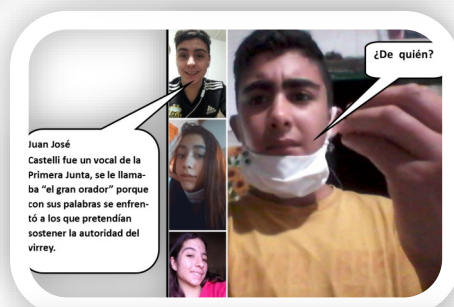 ¿De quién?
Juan José
Castelli fue un vocal de la
Primera Junta, se le llama-
ba “el gran orador” porque
con sus palabras se enfren-
tó a los que pretendían
sostener la autoridad del
virrey.